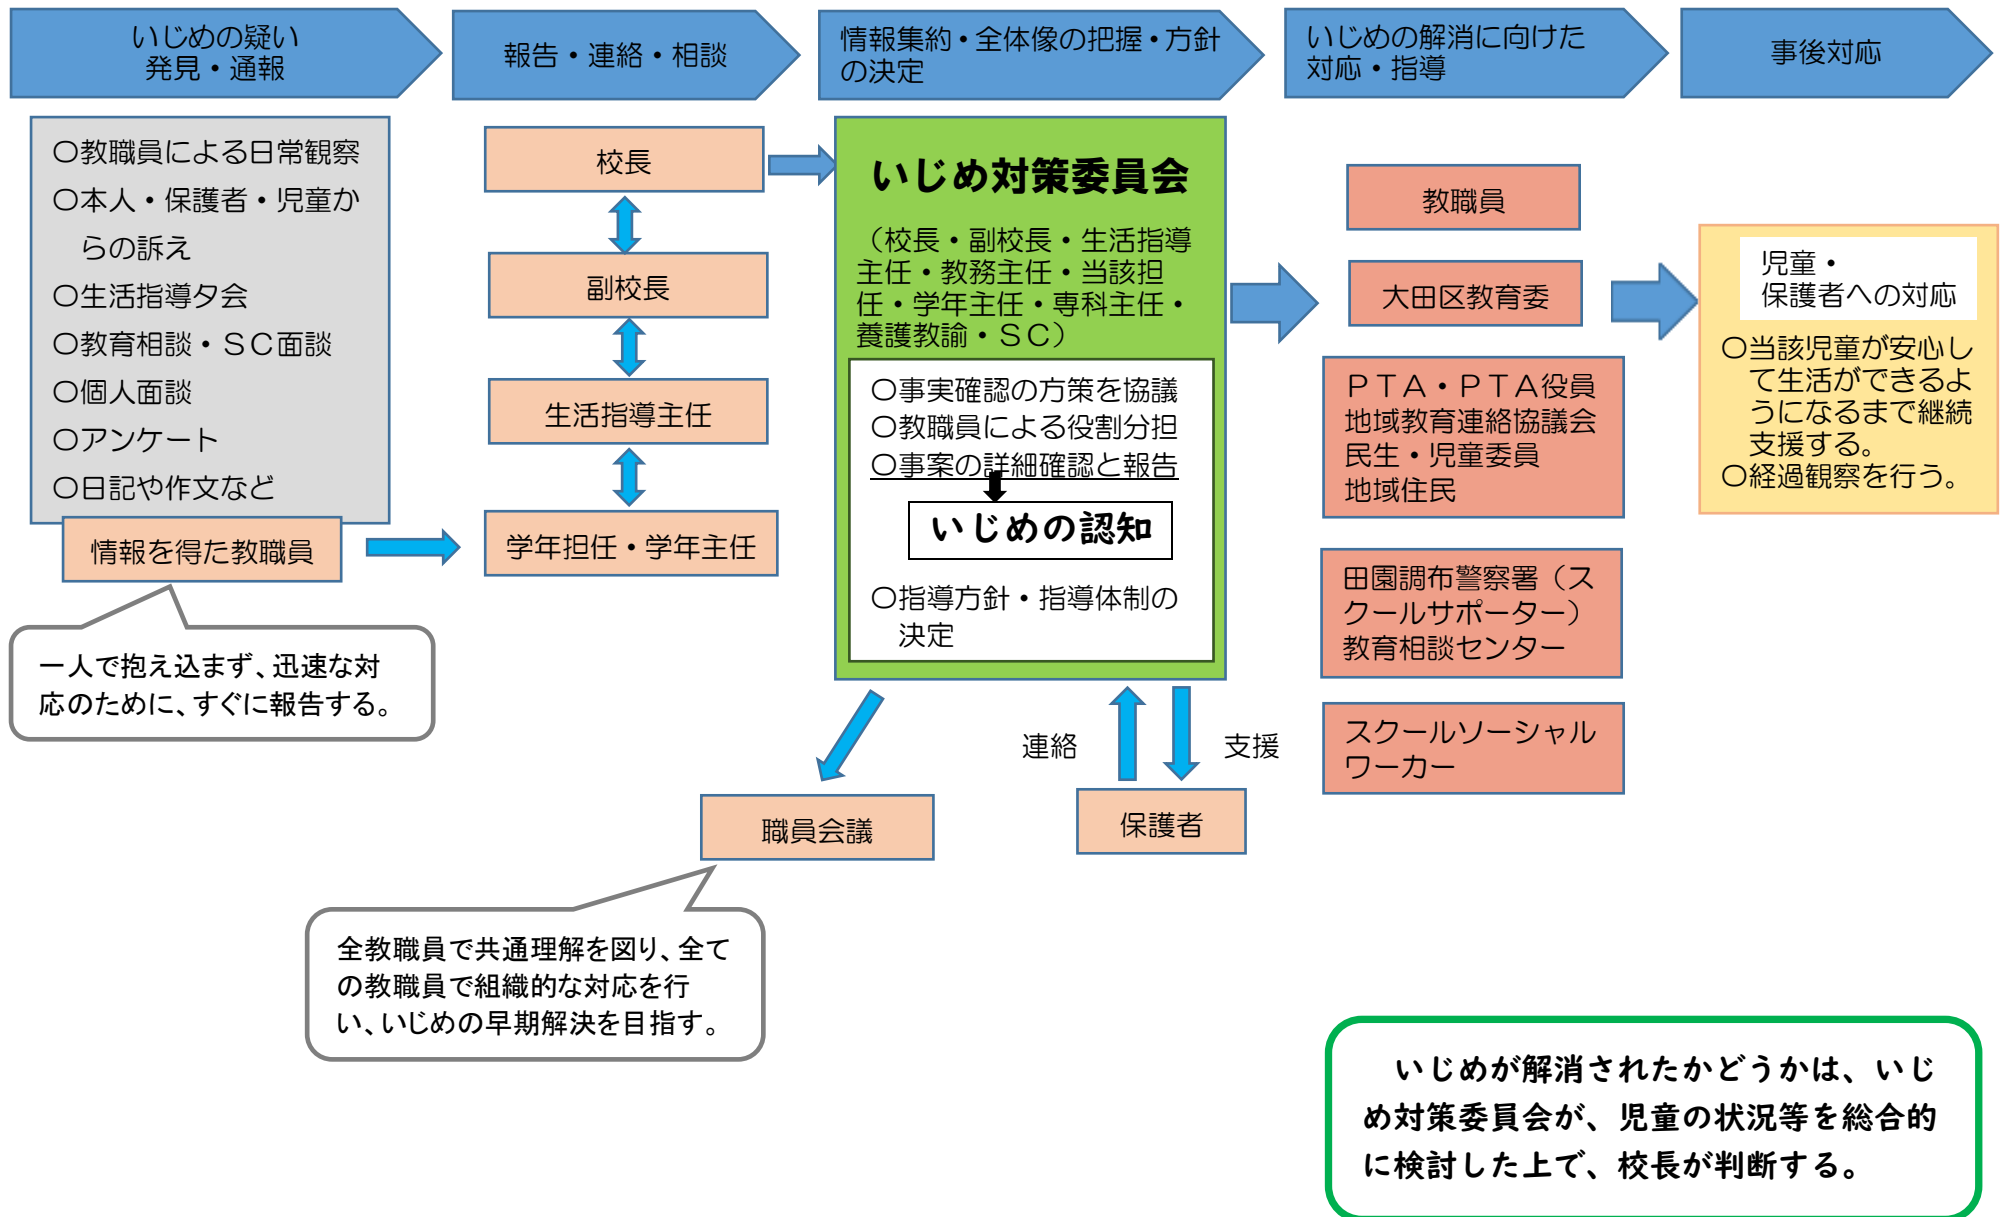 いじめの疑い
発見・通報
報告・連絡・相談
情報集約・全体像の把握・方針
の決定
いじめの解消に向けた
対応・指導
事後対応
〇教職員による日常観察
〇本人・保護者・児童か
らの訴え
〇生活指導夕会
〇教育相談・ＳＣ面談
〇個人面談
〇アンケート
〇日記や作文など
情報を得た教職員
一人で抱え込まず、迅速な対
応のために、すぐに報告する。
校長
副校長
生活指導主任
学年担任・学年主任
いじめ対策委員会
（校長・副校長・生活指導
主任・教務主任・当該担
任・学年主任・専科主任・
養護教諭・ＳＣ）
〇事実確認の方策を協議
〇教職員による役割分担
〇事案の詳細確認と報告
いじめの認知
〇指導方針・指導体制の
決定
連絡
支援
職員会議
保護者
全教職員で共通理解を図り、全て
の教職員で組織的な対応を行
い、いじめの早期解決を目指す。
教職員
大田区教育委
ＰＴＡ・ＰＴＡ役員
地域教育連絡協議会
民生・児童委員
地域住民
田園調布警察署（ス
クールサポーター）
教育相談センター
スクールソーシャル
ワーカー
児童・
保護者への対応
〇当該児童が安心し
て生活ができるよ
うになるまで継続
支援する。
〇経過観察を行う。
いじめが解消されたかどうかは、いじ
め対策委員会が、児童の状況等を総合的
に検討した上で、校長が判断する。